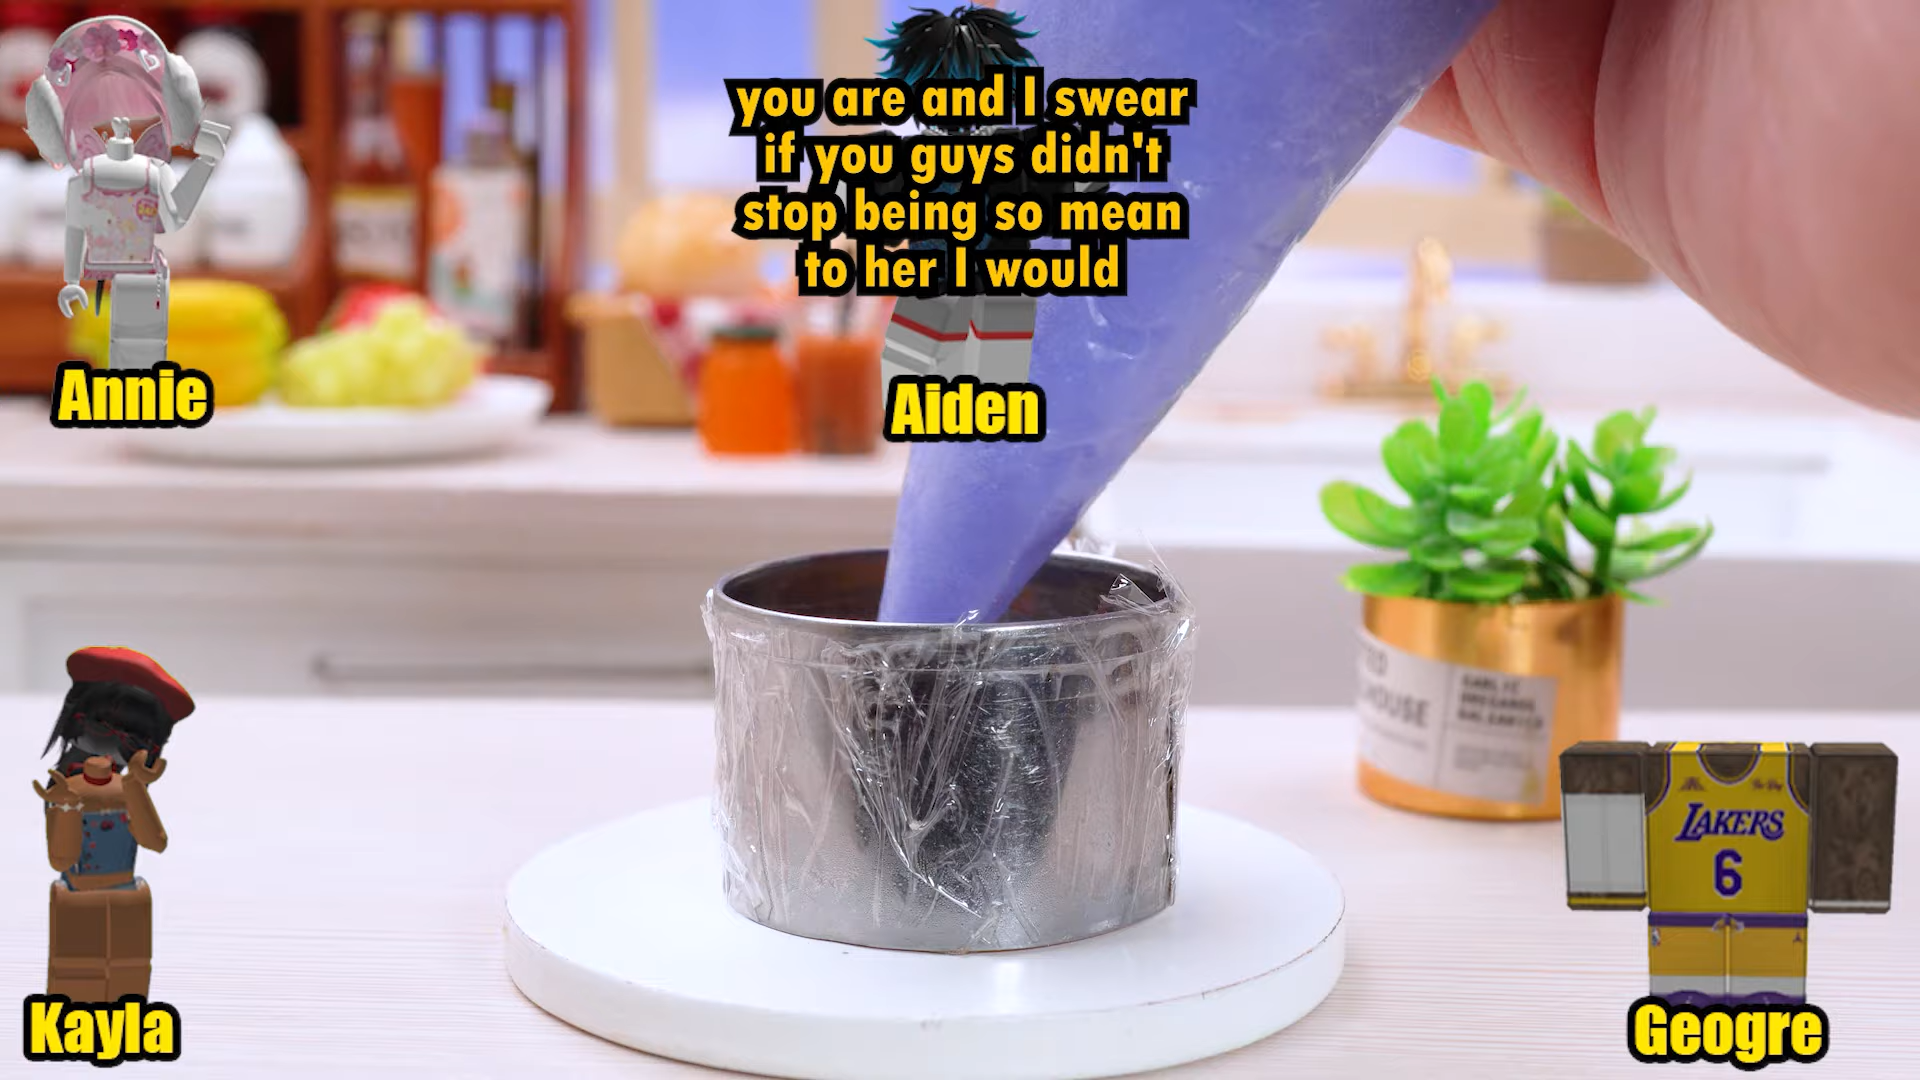 you are and I swear
if you guys didn't
stop being so mean
to her I would
Annie
Aiden
LAKERS
6
HOUSE
Kayla
Geogre